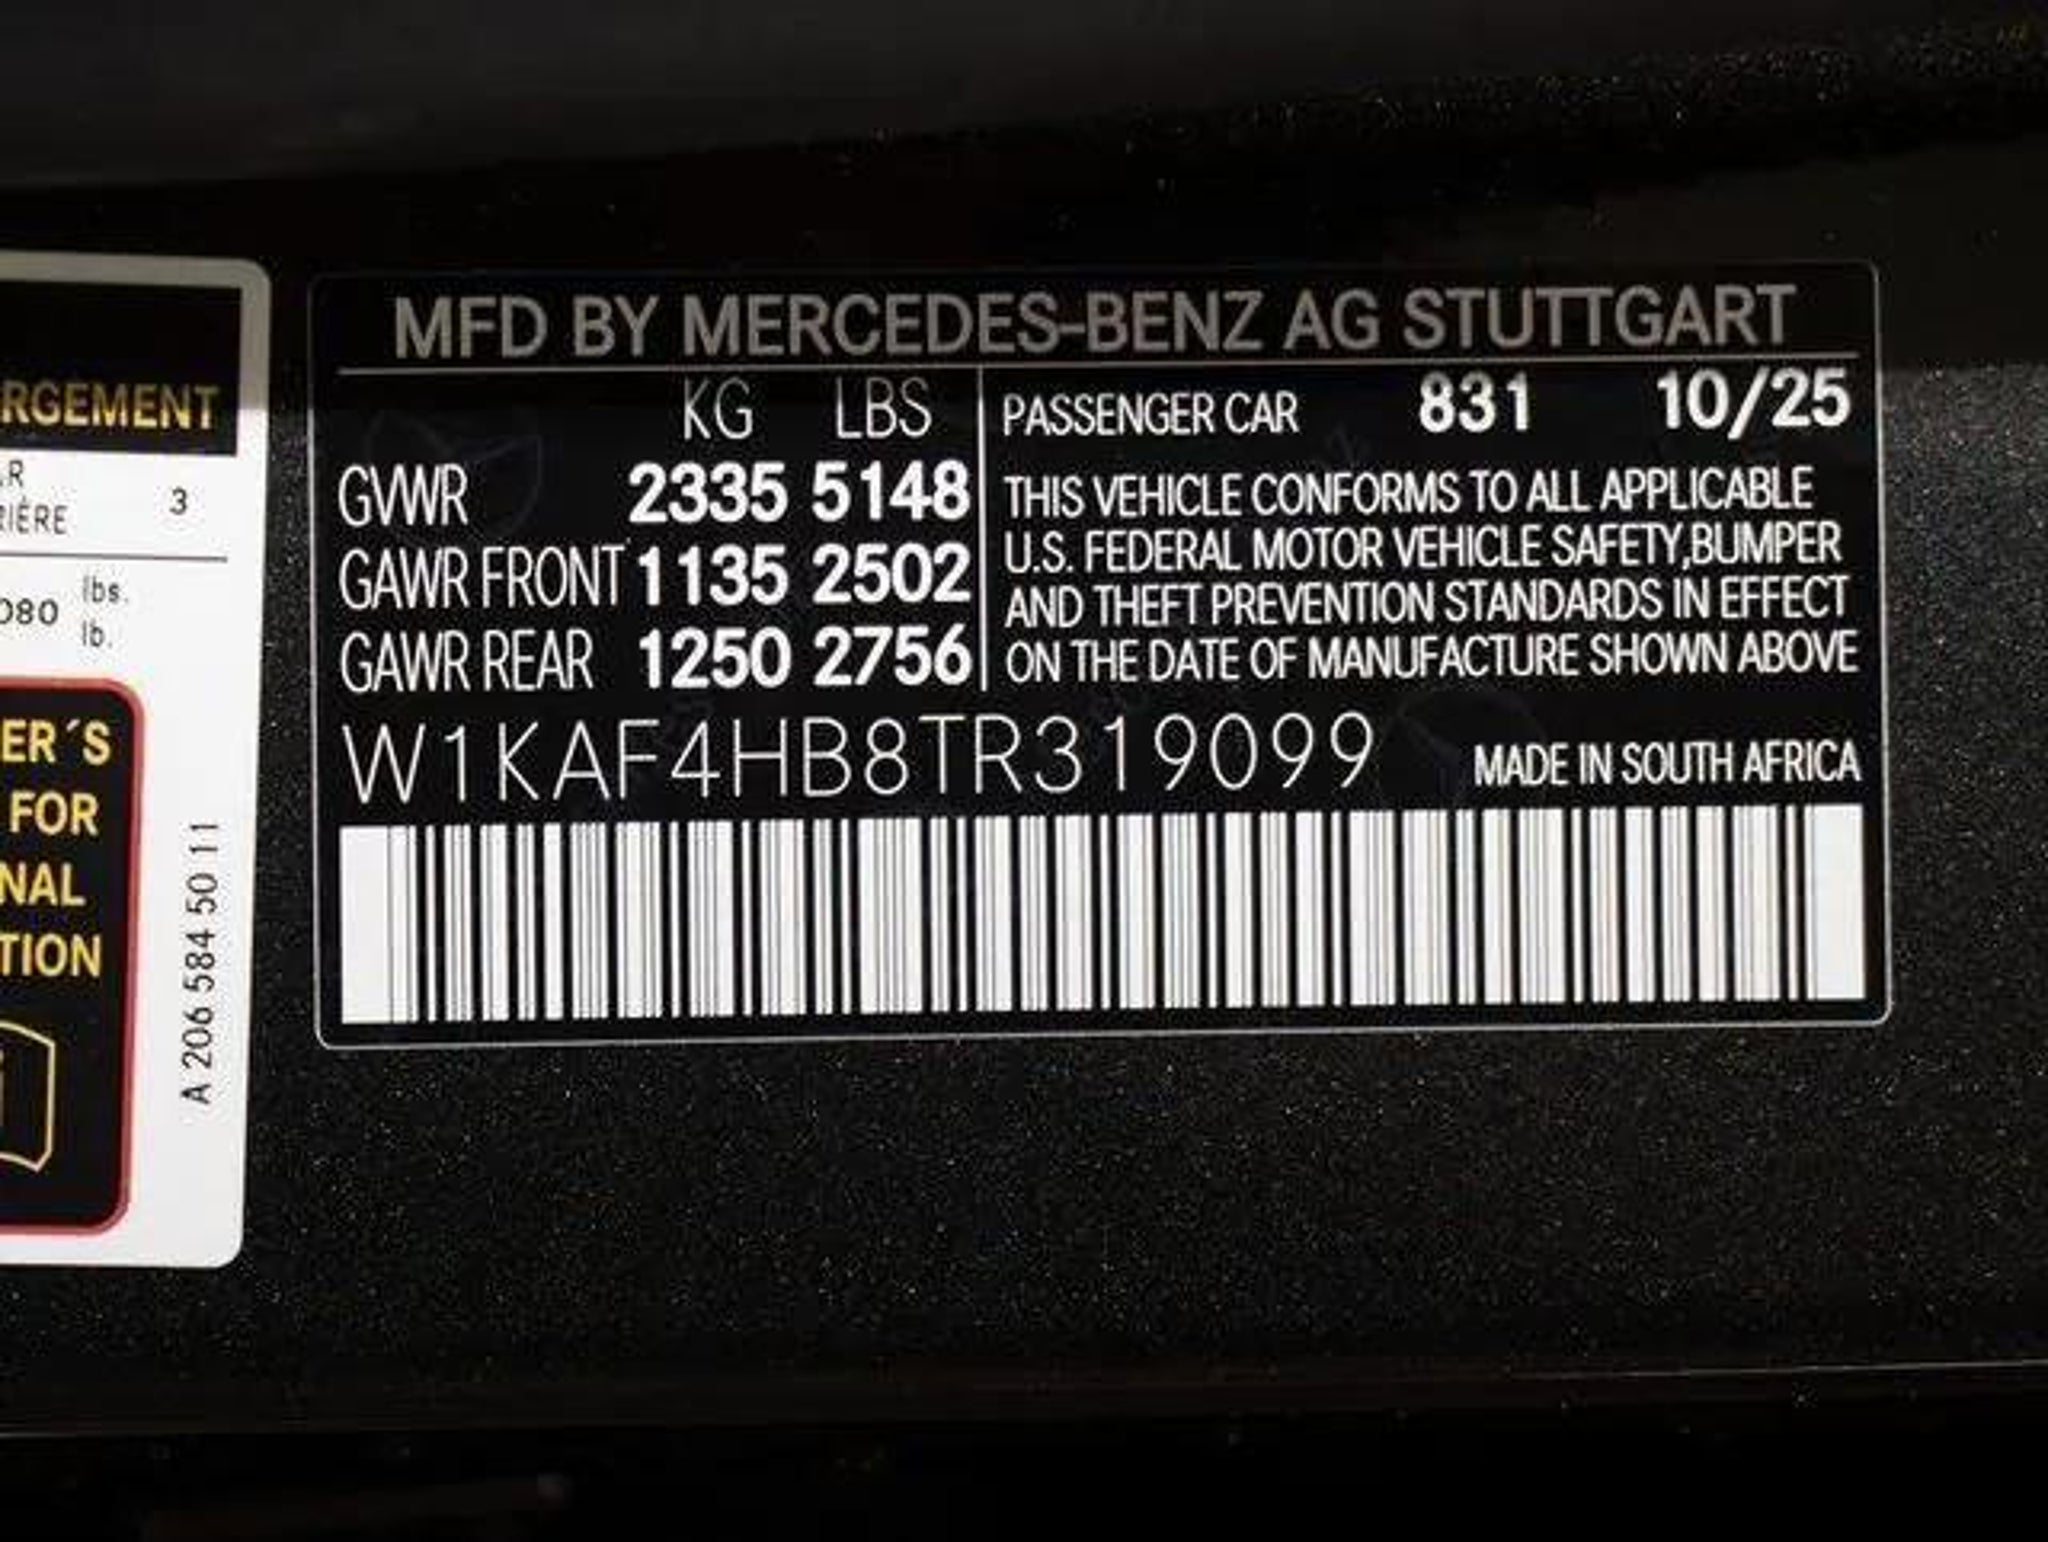 RGEMENT
3
lbs.
080
lb.
ER´S
FOR
NAL
TION
A 206 584 50 11
MFD BY MERCEDES-BENZ AG STUTTGART
KG LBS
GVWR 2335 5148
GAWR FRONT 1135 2502
GAWR REAR 1250 2756
PASSENGER CAR 831 10/25
THIS VEHICLE CONFORMS TO ALL APPLICABLE
U.S. FEDERAL MOTOR VEHICLE SAFETY,BUMPER
AND THEFT PREVENTION STANDARDS IN EFFECT
ON THE DATE OF MANUFACTURE SHOWN ABOVE
W1KAF4HB8TR319099 MADE IN SOUTH AFRICA